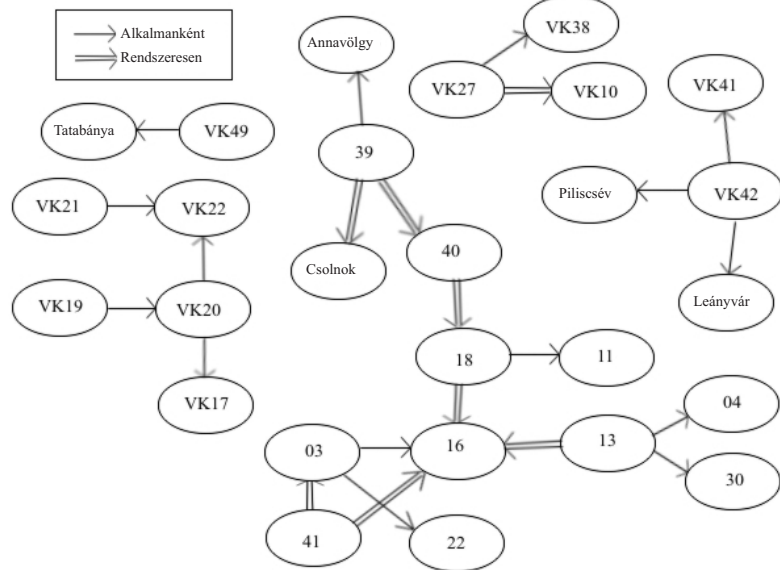 Alkalmanként
Rendszeresen
Annavölgy
VK38
VK27
VK10
VK41
Tatabánya
VK49
39
VK21
VK22
Piliscsév
VK42
40
Csolnok
VK19
VK20
Leányvár
18
11
VK17
04
03
16
13
30
41
22